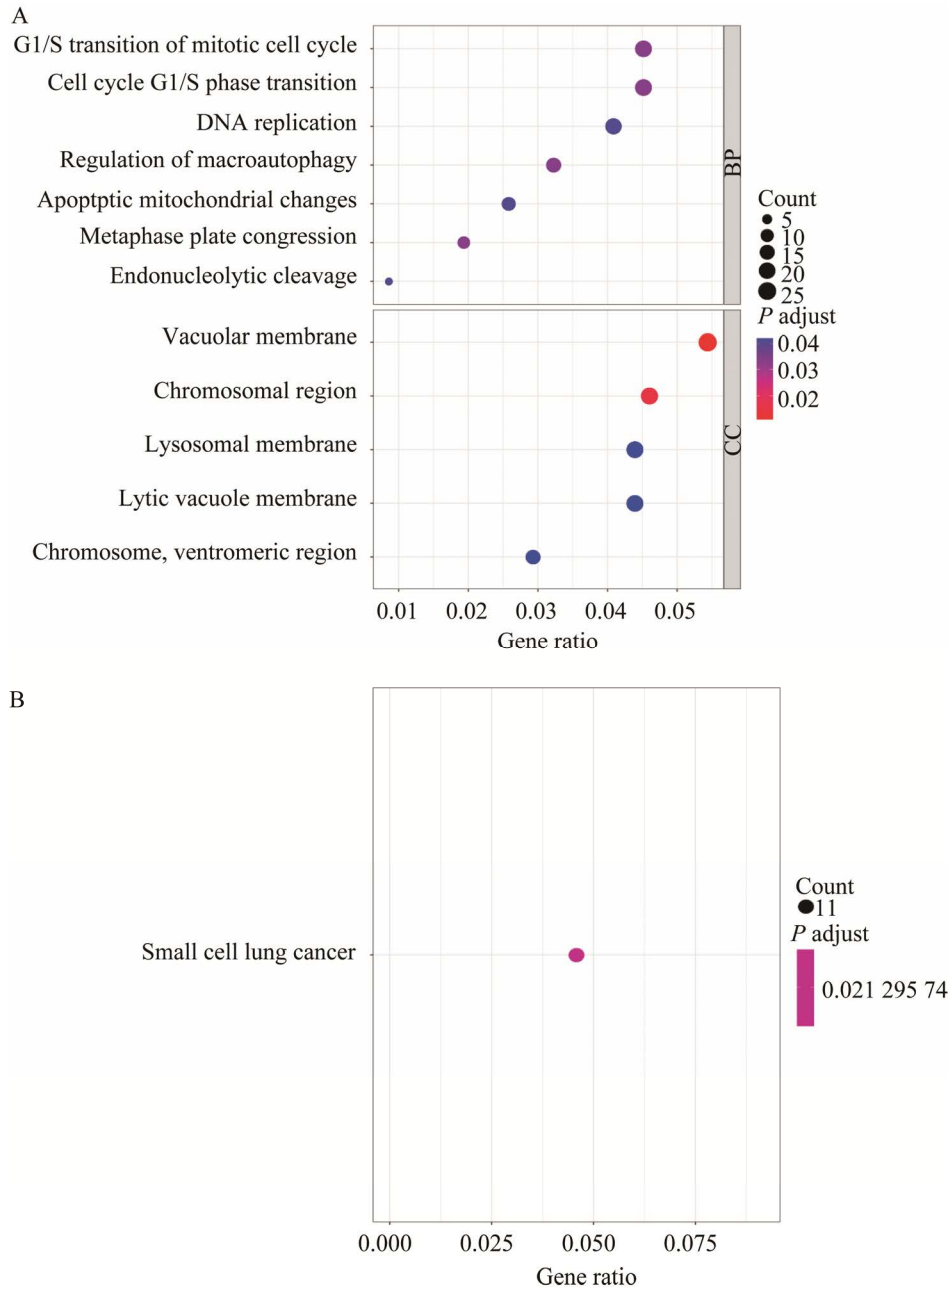 A
G1/S transition of mitotic cell cycle
Cell cycle G1/S phase transition
DNA replication
Regulation of macroautophagy
Apoptptic mitochondrial changes
Metaphase plate congression
Endonucleolytic cleavage
BP
Vacuolar membrane
Chromosomal region
Lysosomal membrane
Lytic vacuole membrane
Chromosome, ventromeric region
CC
0.01 0.02 0.03 0.04 0.05
Gene ratio
Count
5
10
15
20
25
P adjust
0.04
0.03
0.02
B
Small cell lung cancer
0.000 0.025 0.050 0.075
Gene ratio
Count
11
P adjust
0.021 295 74